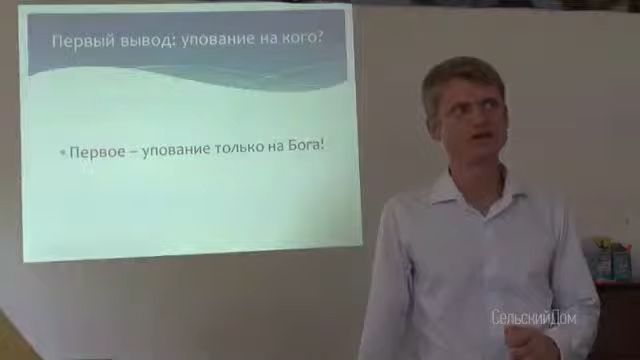 Первый вывод: упование на кого?
Первое – упование только на Бога!
СельскийДом